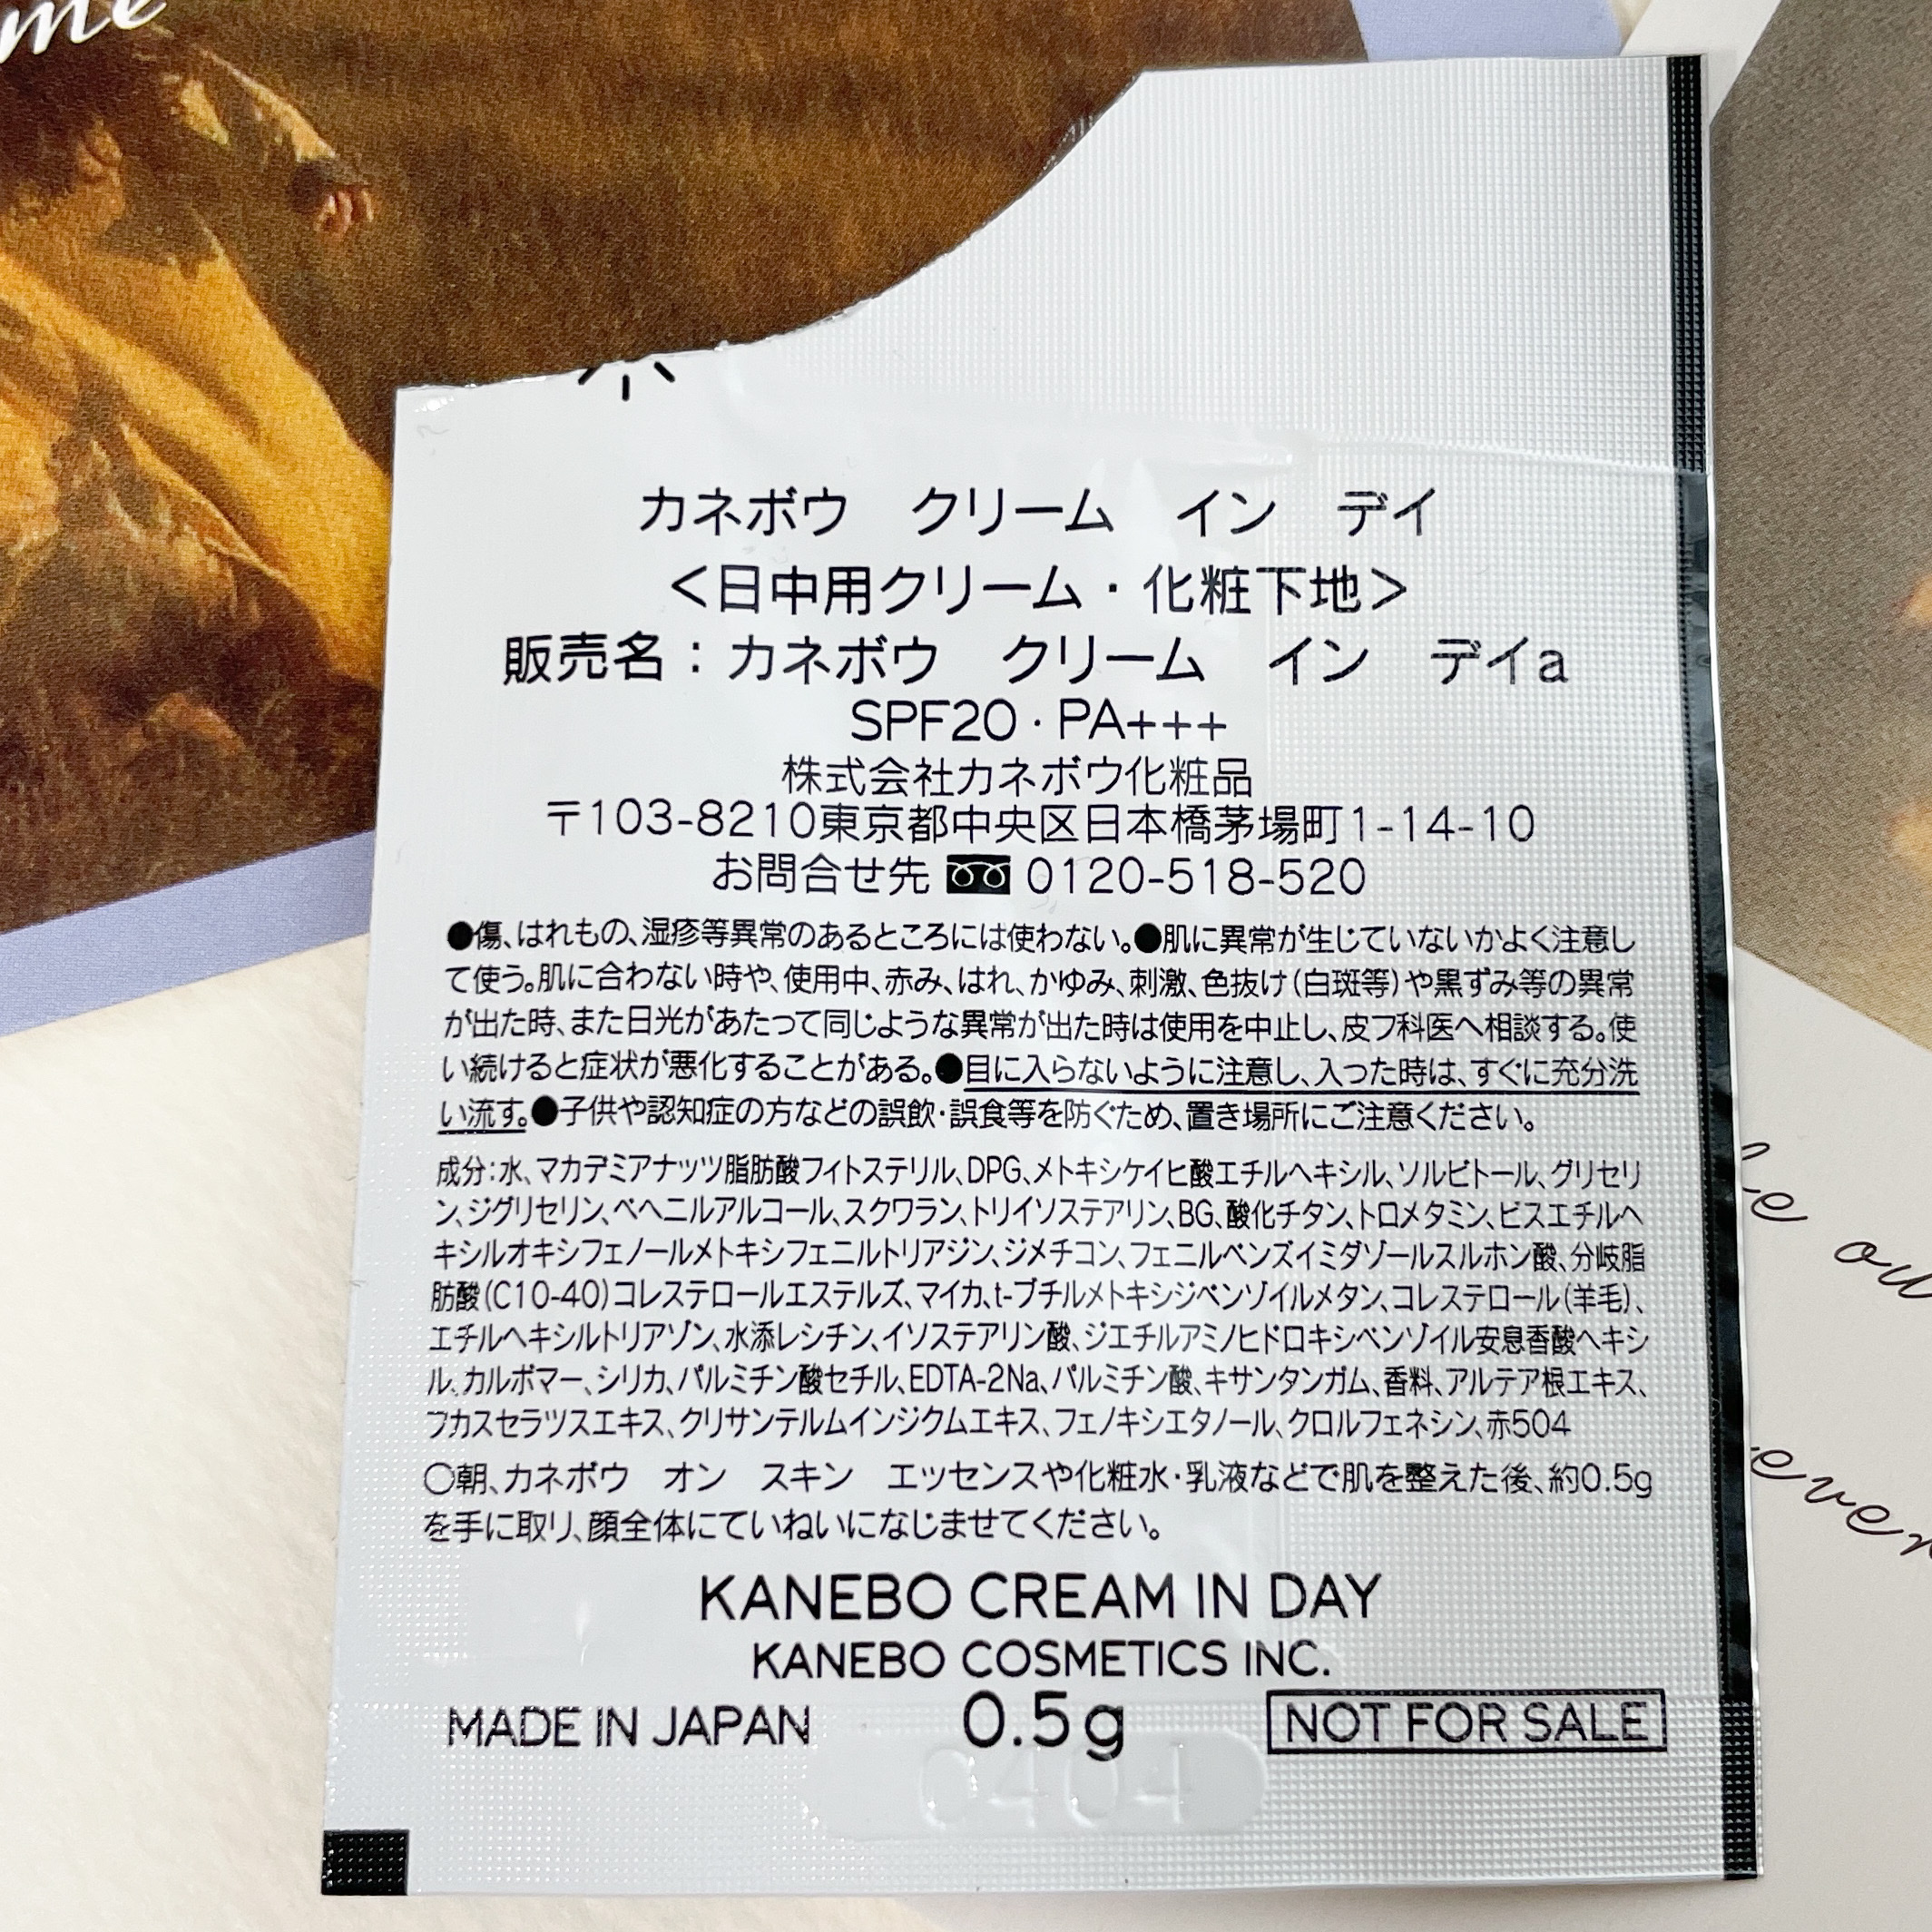 me
カネボウ　クリーム　イン　デイ
＜日中用クリーム・化粧下地＞
販売名：カネボウ　クリーム　イン　デイa
SPF20・PA+++
株式会社カネボウ化粧品
〒103-8210東京都中央区日本橋茅場町1-14-10
お問合せ先 0120-518-520
●傷、はれもの、湿疹等異常のあるところには使わない。●肌に異常が生じていないかよく注意し
て使う。肌に合わない時や、使用中、赤み、はれ、かゆみ、刺激、色抜け(白斑等)や黒ずみ等の異常
が出た時、また日光があたって同じような異常が出た時は使用を中止し、皮フ科医へ相談する。使
い続けると症状が悪化することがある。●目に入らないように注意し、入った時は、すぐに充分洗
い流す。●子供や認知症の方などの誤飲・誤食等を防ぐため、置き場所にご注意ください。
成分：水、マカデミアナッツ脂肪酸フィトステリル、DPG、メトキシケイヒ酸エチルヘキシル、ソルビトール、グリセリ
ン、ジグリセリン、ベヘニルアルコール、スクワラン、トリイソステアリン、BG、酸化チタン、トロメタミン、ビスエチルヘ
キシルオキシフェノールメトキシフェニルトリアジン、ジメチコン、フェニルベンズイミダゾールスルホン酸、分岐脂
肪酸(C10-40)コレステロールエステルズ、マイカ、t-ブチルメトキシジベンゾイルメタン、コレステロール(羊毛)、
エチルヘキシルトリアゾン、水添レシチン、イソステアリン酸、ジエチルアミノヒドロキシベンゾイル安息香酸ヘキシ
ル、カルボマー、シリカ、パルミチン酸セチル、EDTA-2Na、パルミチン酸、キサンタンガム、香料、アルテア根エキス、
フカスセラツスエキス、クリサンテルムインジクムエキス、フェノキシエタノール、クロルフェネシン、赤504
○朝、カネボウ　オン　スキン　エッセンスや化粧水・乳液などで肌を整えた後、約0.5g
を手に取り、顔全体にていねいになじませてください。
KANEBO CREAM IN DAY
KANEBO COSMETICS INC.
MADE IN JAPAN 0.5g NOT FOR SALE
0404